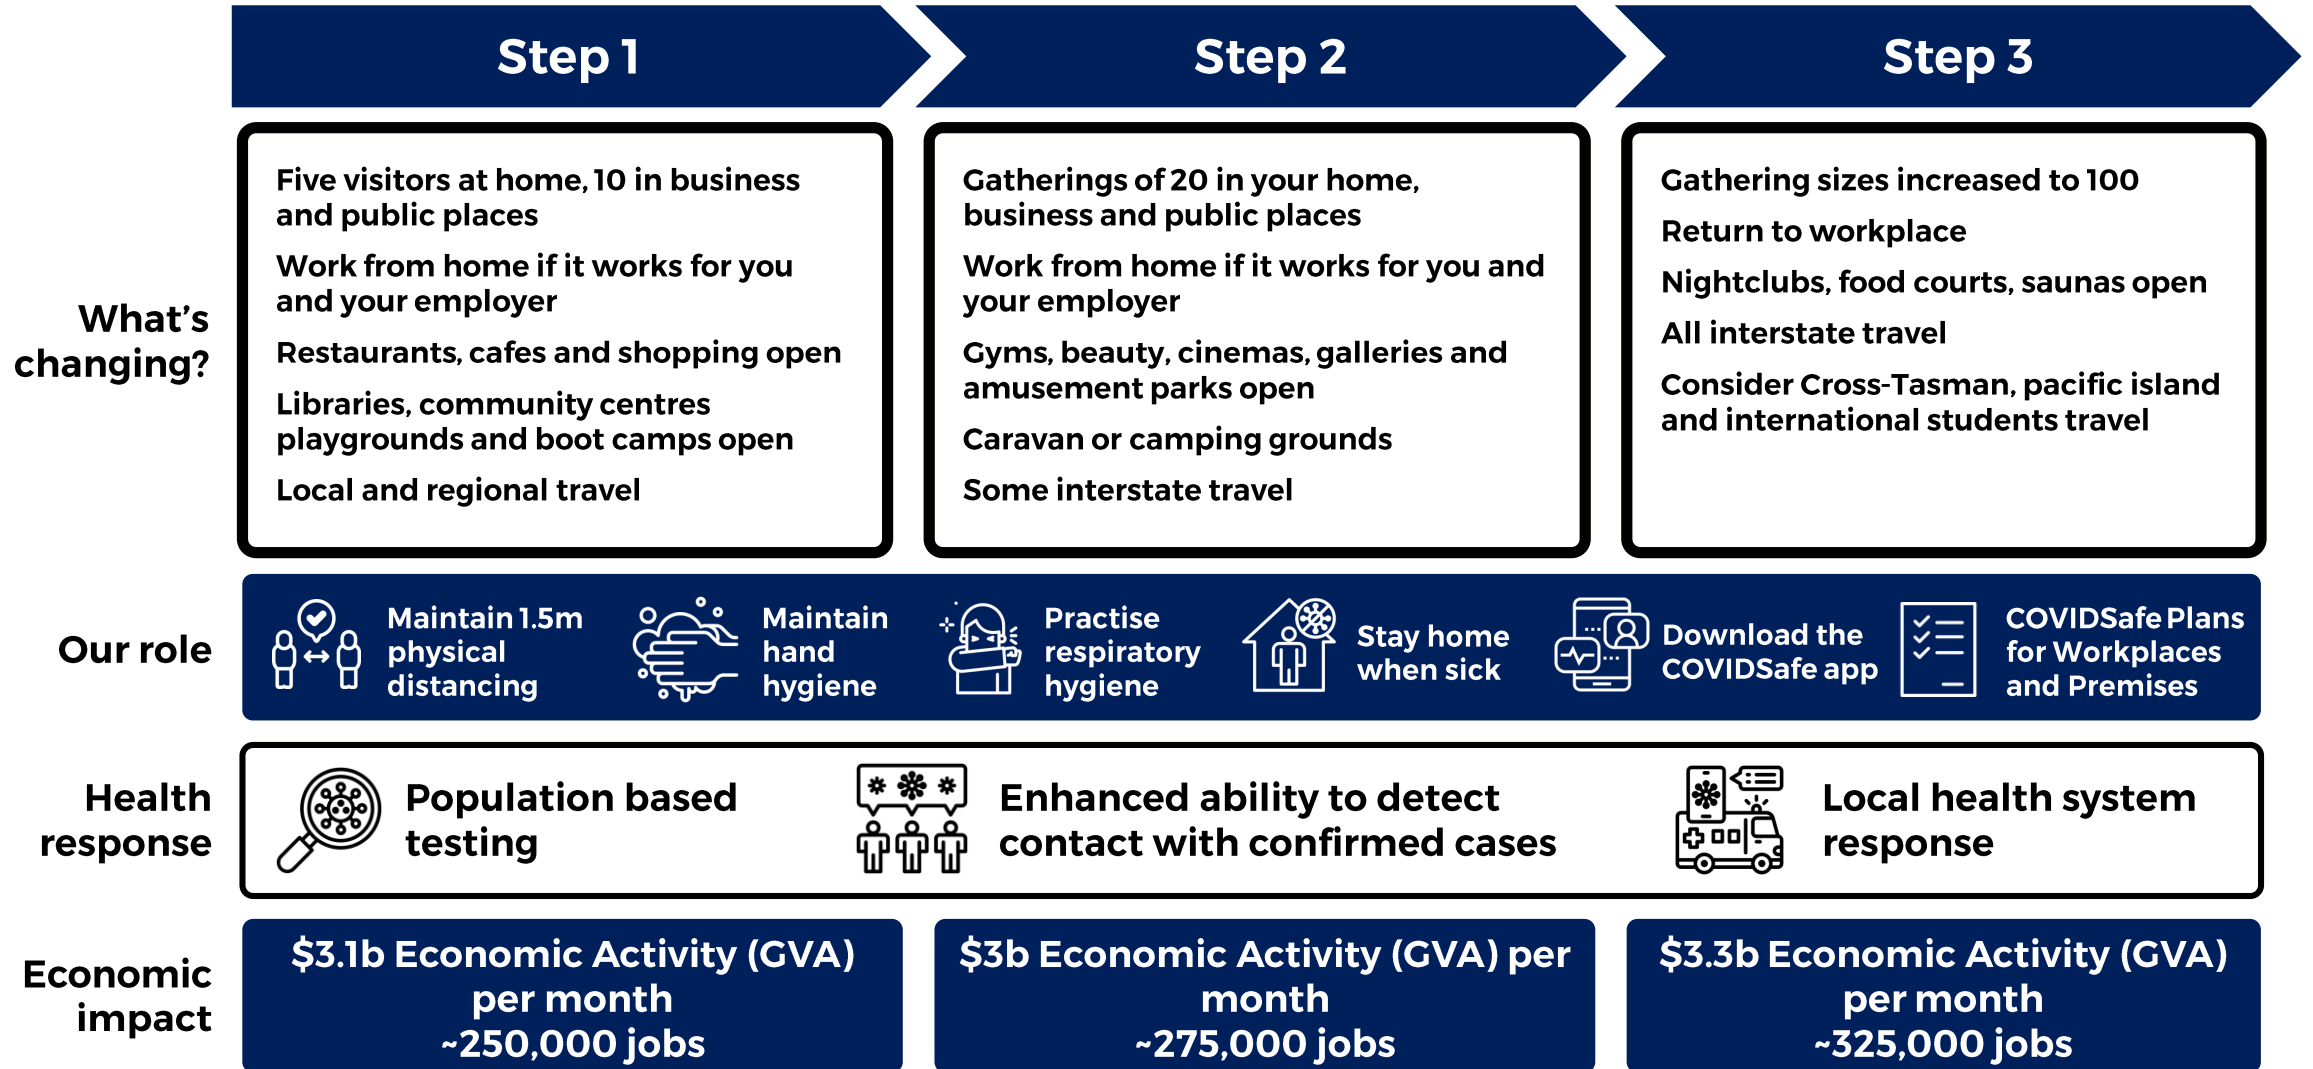 Step 1
Step 2
Step 3
What's
changing?
Five visitors at home, 10 in business
and public places
Work from home if it works for you
and your employer
Restaurants, cafes and shopping open
Libraries, community centres
playgrounds and boot camps open
Local and regional travel
Gatherings of 20 in your home,
business and public places
Work from home if it works for you and
your employer
Gyms, beauty, cinemas, galleries and
amusement parks open
Caravan or camping grounds
Some interstate travel
Gathering sizes increased to 100
Return to workplace
Nightclubs, food courts, saunas open
All interstate travel
Consider Cross-Tasman, pacific island
and international students travel
Our role
Maintain 1.5m
physical
distancing
Maintain
hand
hygiene
Practise
respiratory
hygiene
Stay home
when sick
Download the
COVIDSafe app
COVIDSafe Plans
for Workplaces
and Premises
Health
response
Population based
testing
Enhanced ability to detect
contact with confirmed cases
Local health system
response
Economic
impact
$3.1b Economic Activity (GVA)
per month
~250,000 jobs
$3b Economic Activity (GVA) per
month
~275,000 jobs
$3.3b Economic Activity (GVA)
per month
~325,000 jobs